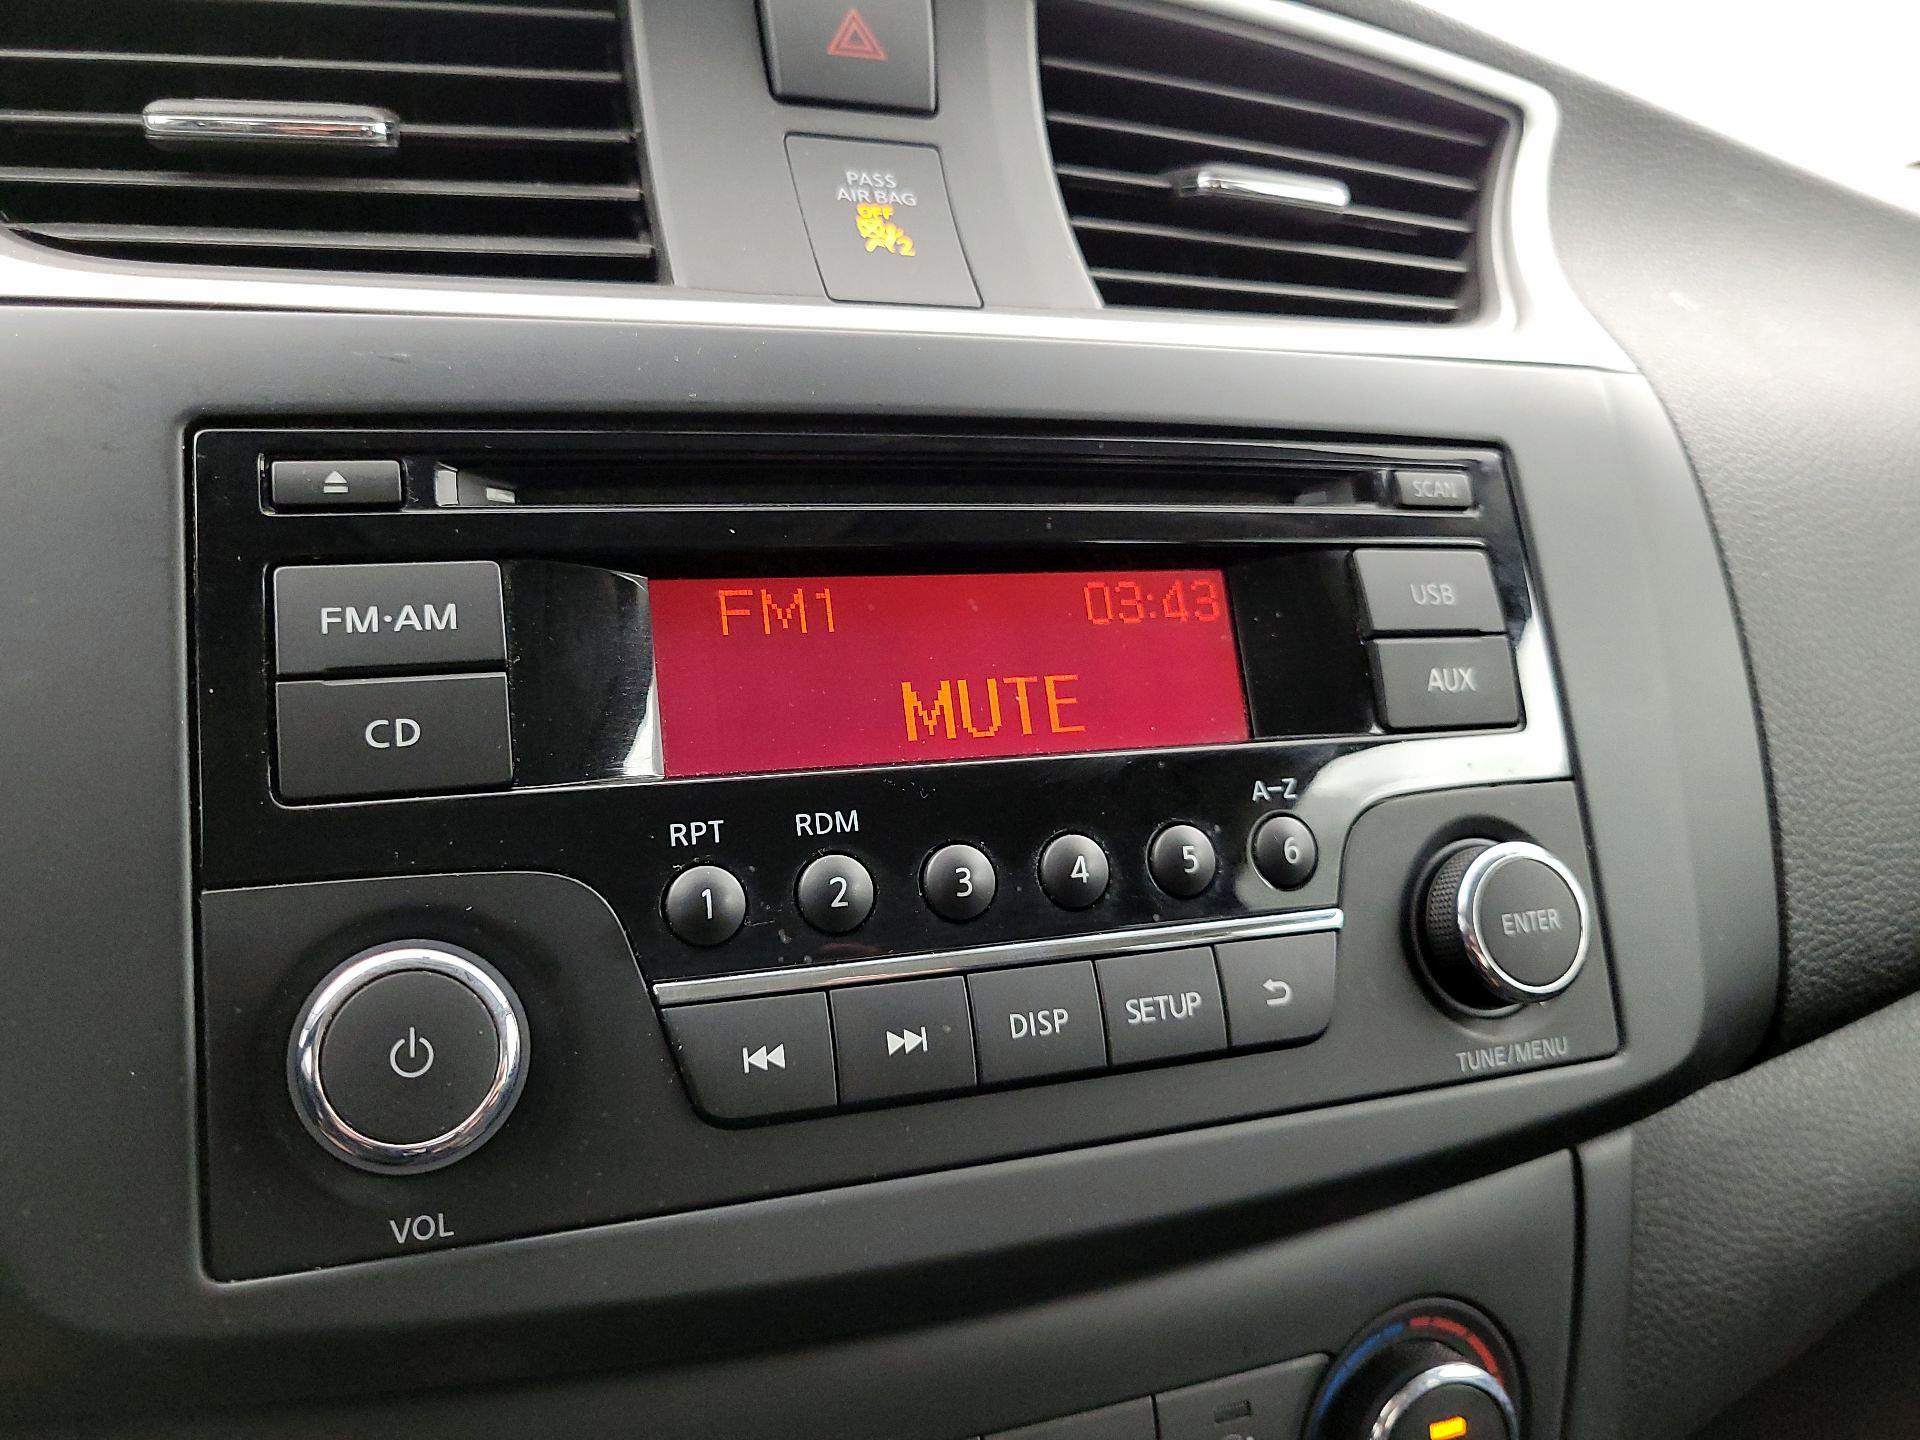 PASS
AIR BAG
OFF
2
SCAN
FM·AM
FM1 03:43
USB
CD
MUTE
AUX
RPT RDM A-Z
1 2 3 4 5 6
ENTER
DISP SETUP
TUNE/MENU
VOL